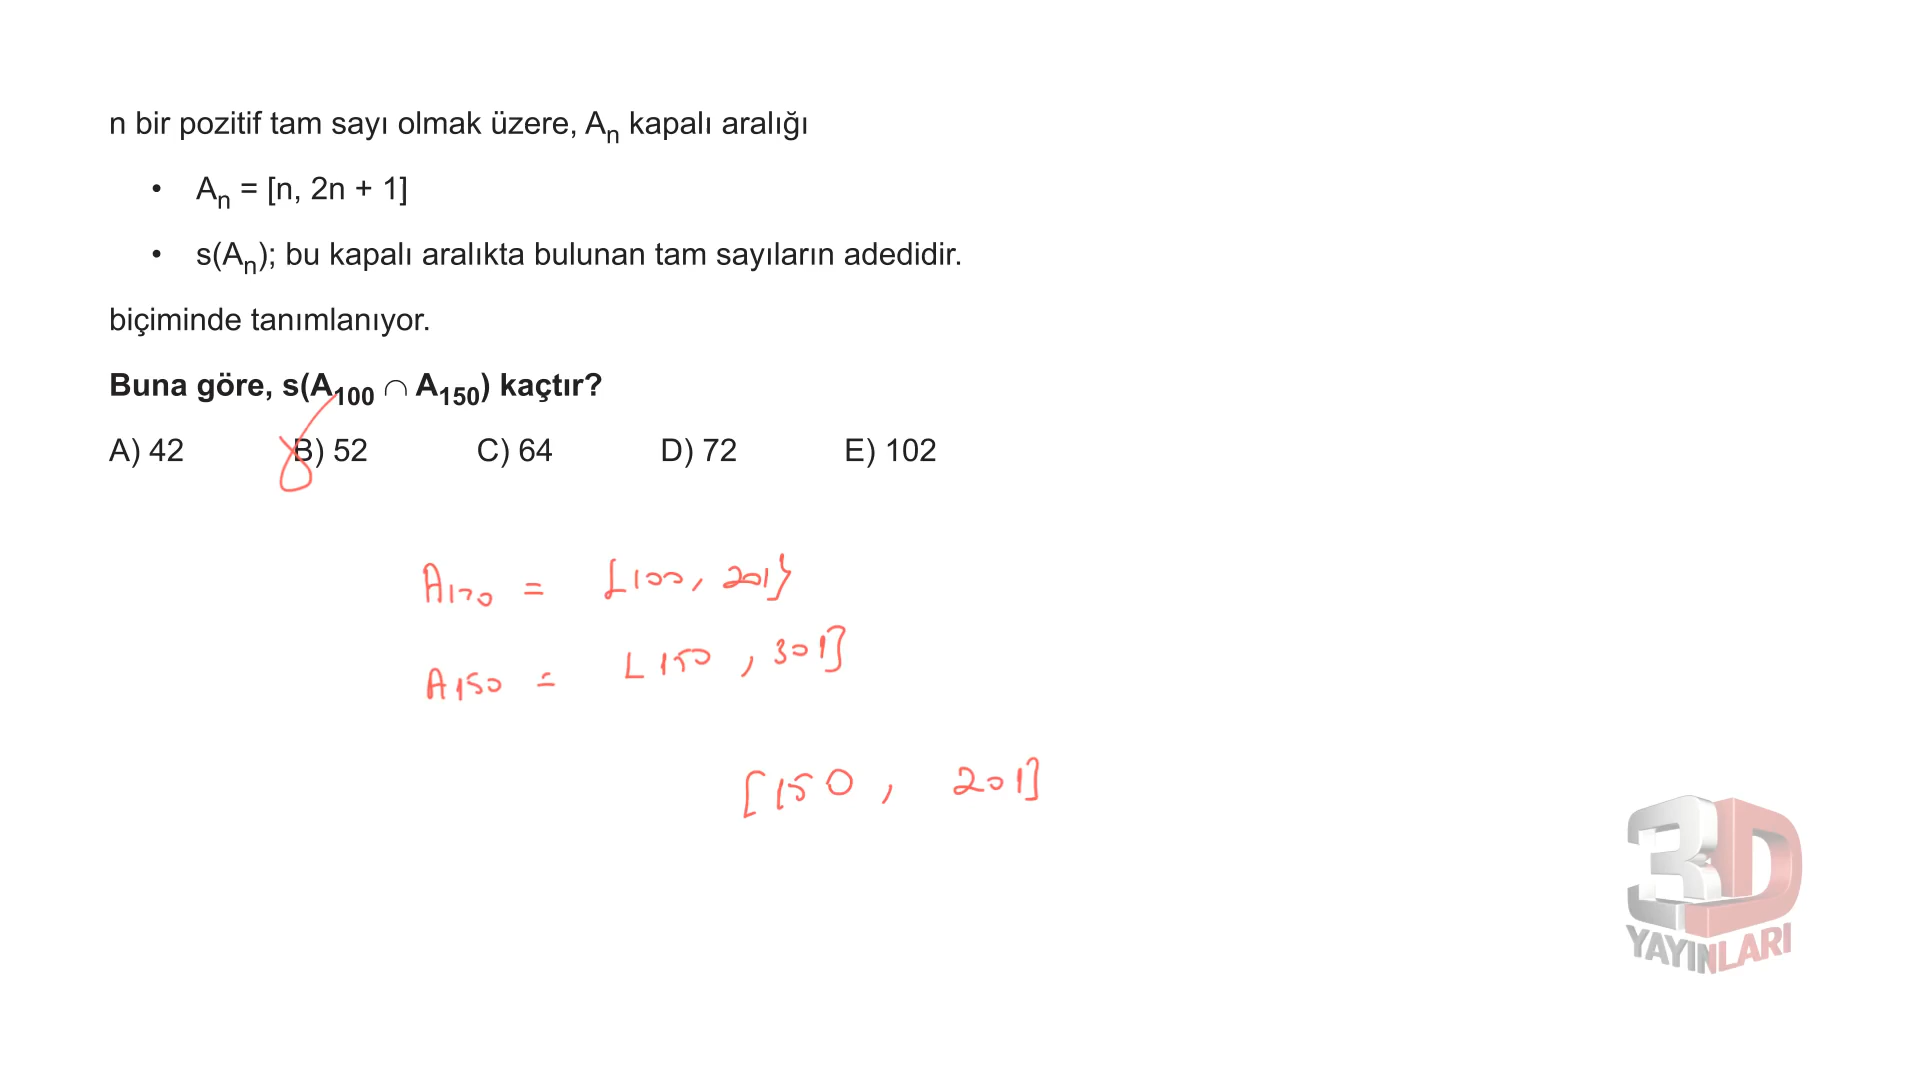 n bir pozitif tam sayı olmak üzere, Aₙ kapalı aralığı
• Aₙ = [n, 2n + 1]
• s(Aₙ); bu kapalı aralıkta bulunan tam sayıların adedidir.
biçiminde tanımlanıyor.
Buna göre, s(A₁₀₀ ∩ A₁₅₀) kaçtır?
A) 42 B) 52 C) 64 D) 72 E) 102
A₁₀₀ = [100, 201]
A₁₅₀ = [150, 301]
[150, 201]
3D
YAYINLARI